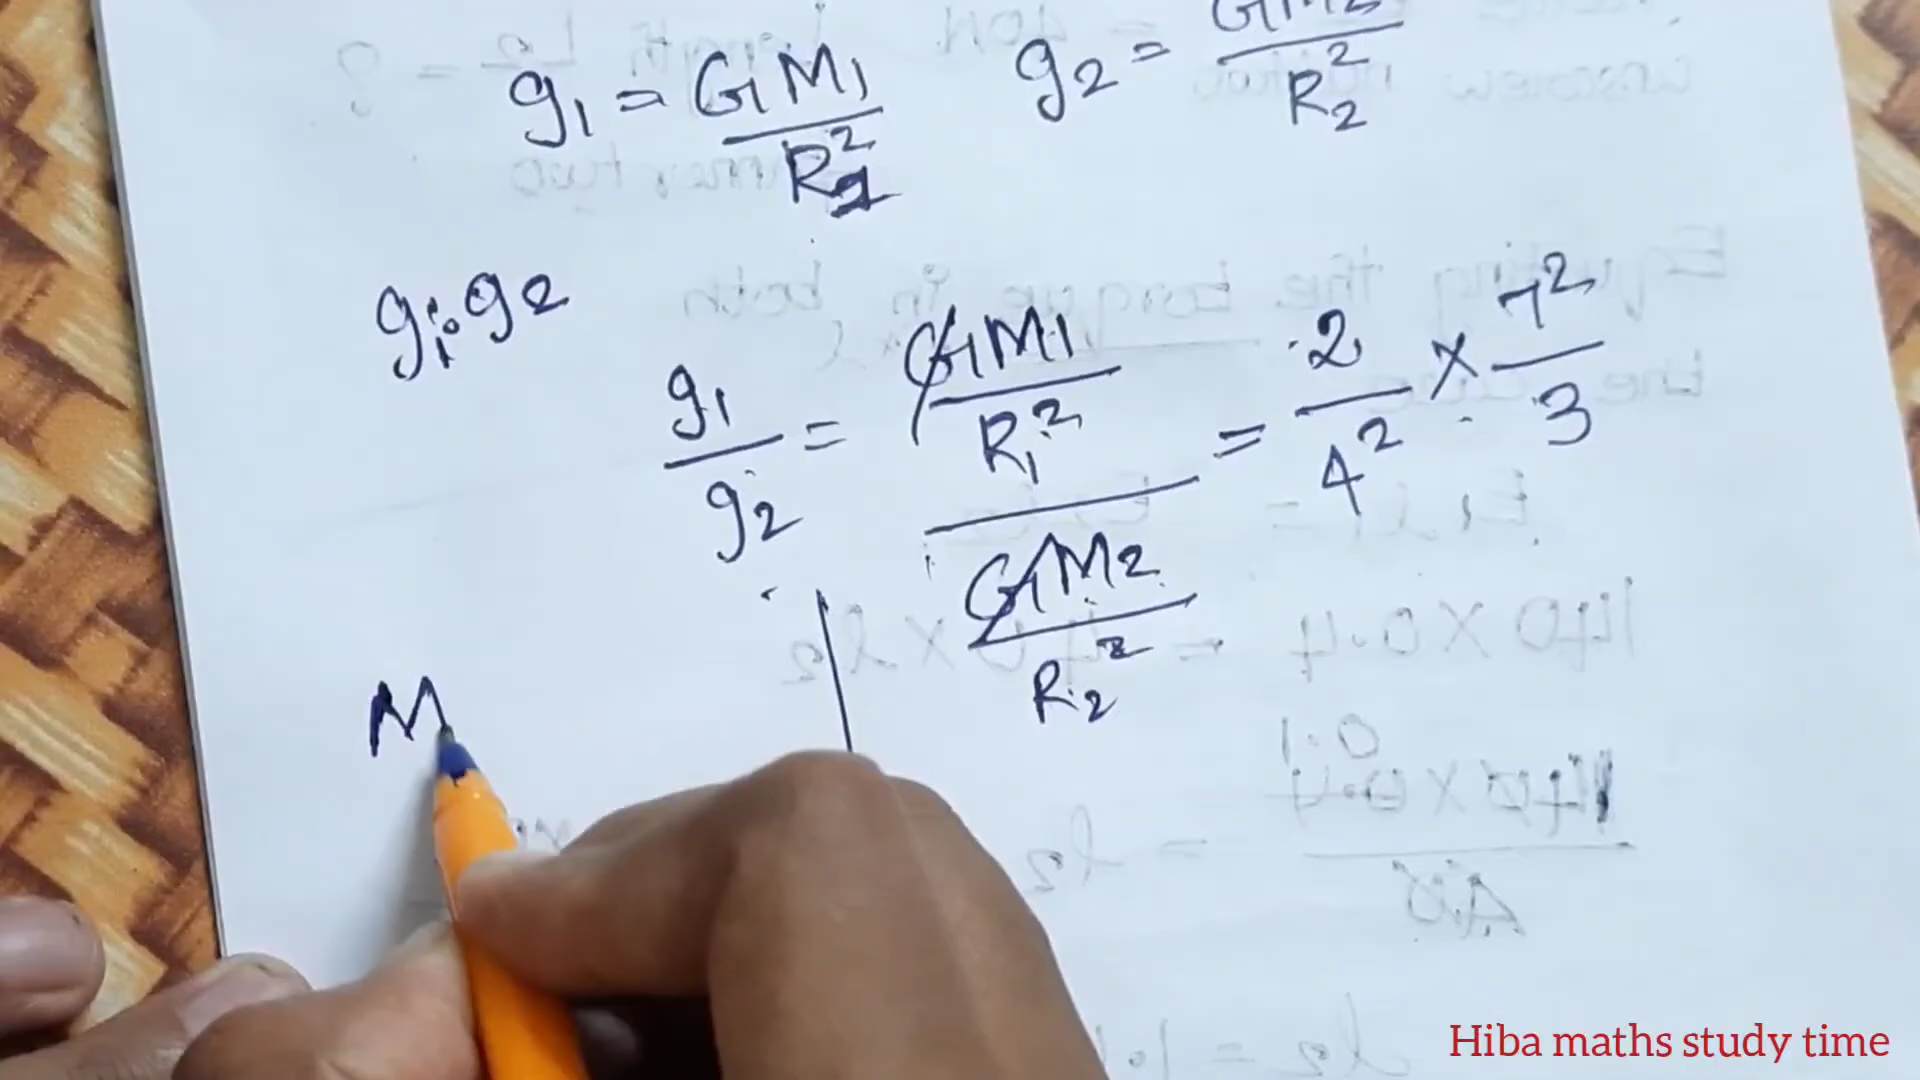 g₁ = GM₁/R₁² g₂ = GM₂/R₂²
g₁:g₂
g₁/g₂ = (GM₁/R₁²)/(GM₂/R₂²) = 2/4² × 7²/3
M
Hiba maths study time